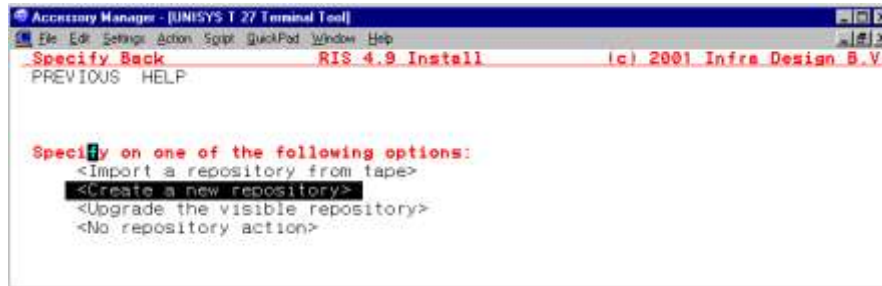 Accessory Manager - [UNISYS T 27 Terminal Tool]
File Edit Settings Action Script QuickPad Window Help
Specify Back RIS 4.9 Install (c) 2001 Infra Design B.V
PREVIOUS HELP
Specify on one of the following options:
<Import a repository from tape>
<Create a new repository>
<Upgrade the visible repository>
<No repository action>